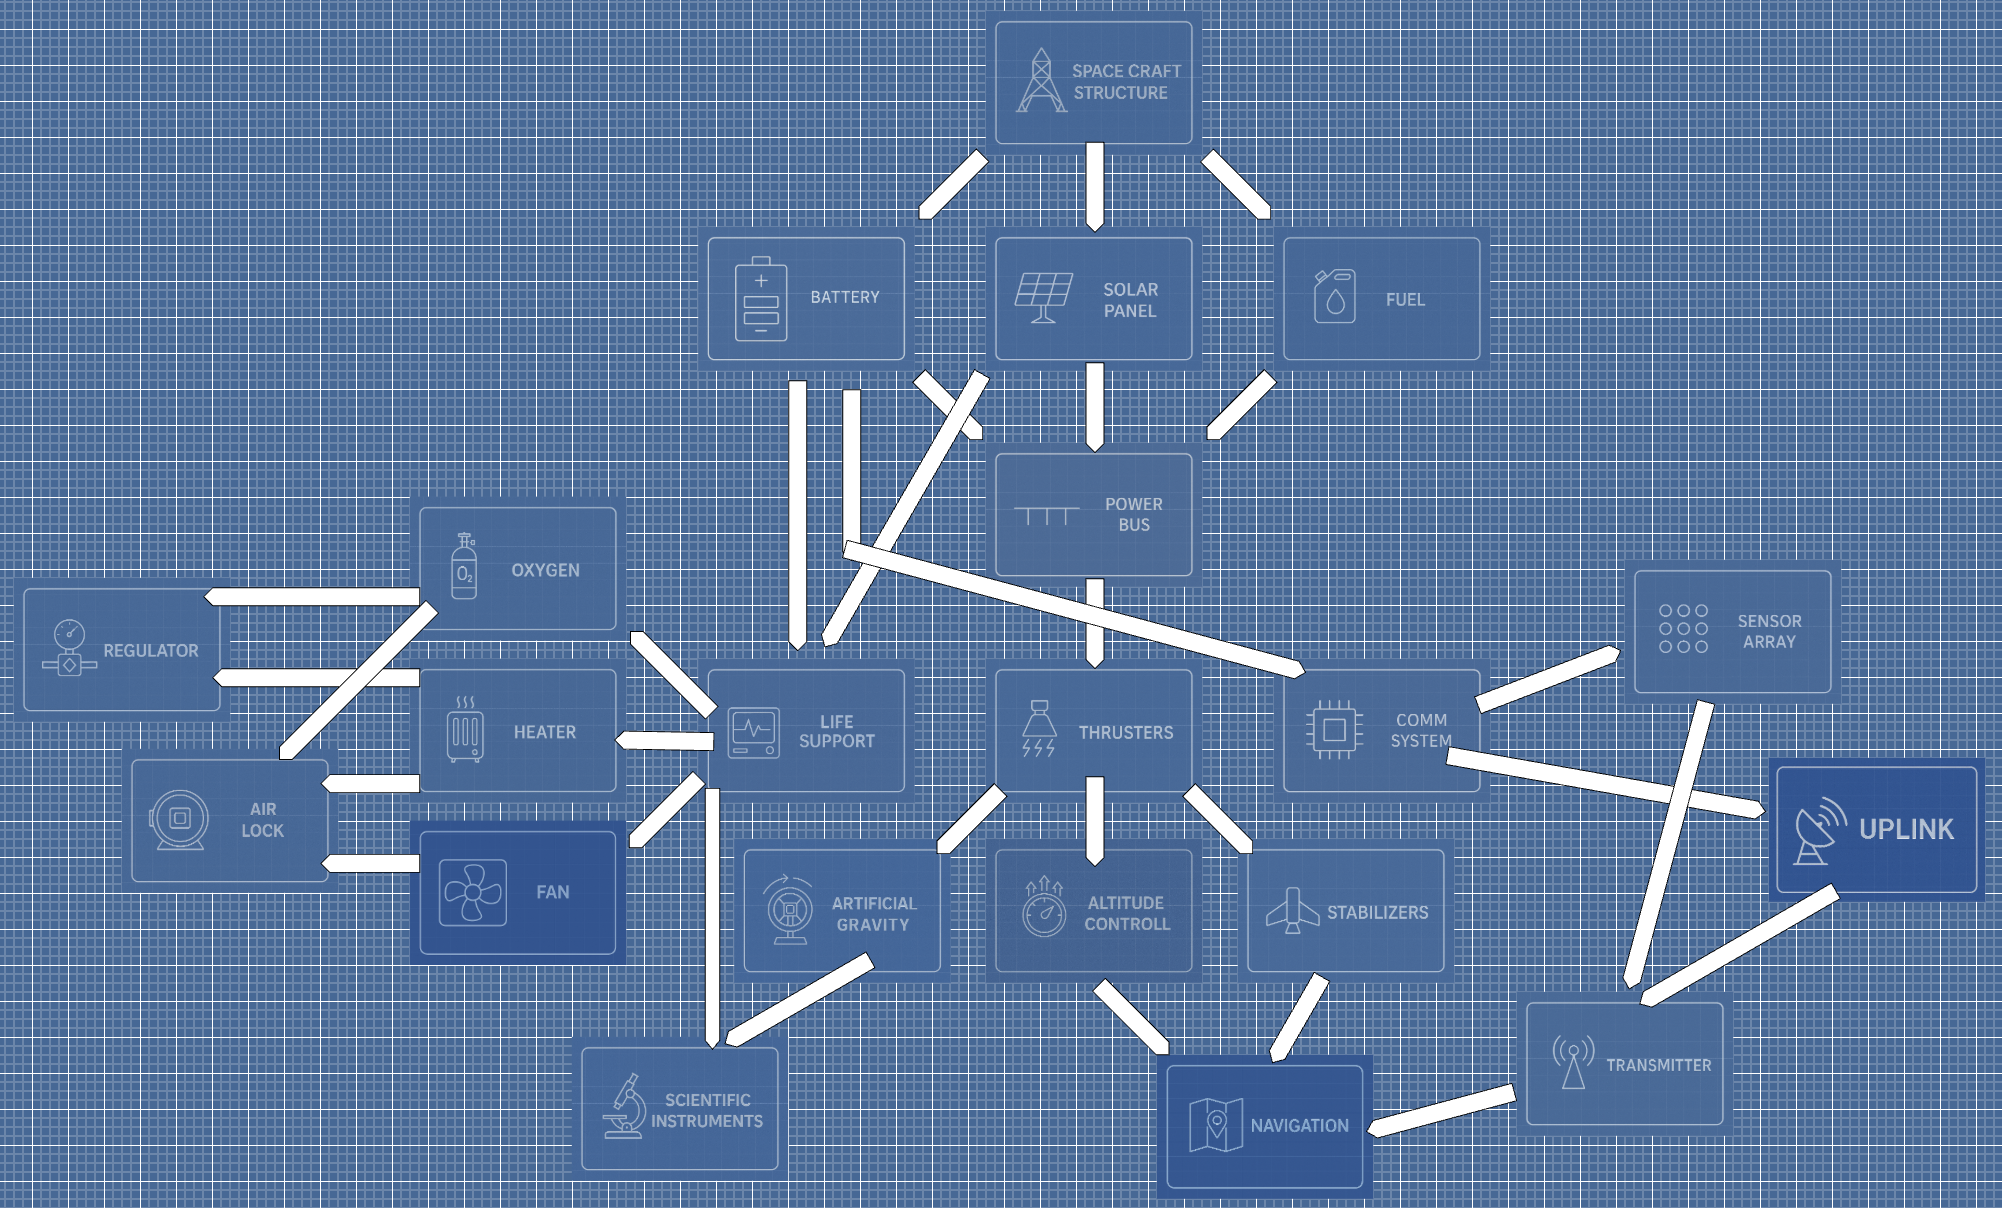 SPACE CRAFT
STRUCTURE
BATTERY
SOLAR
PANEL
FUEL
POWER
BUS
OXYGEN
O2
REGULATOR
HEATER
LIFE
SUPPORT
THRUSTERS
COMM
SYSTEM
SENSOR
ARRAY
AIR
LOCK
UPLINK
FAN
ARTIFICIAL
GRAVITY
ALTITUDE
CONTROLL
STABILIZERS
SCIENTIFIC
INSTRUMENTS
NAVIGATION
TRANSMITTER